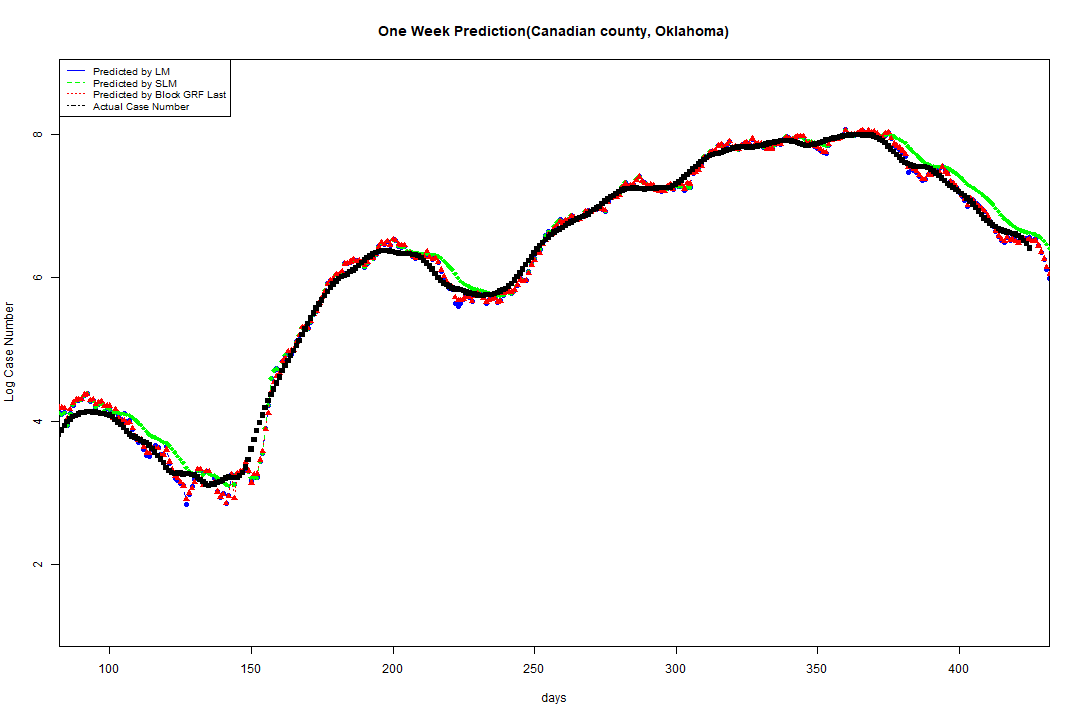 One Week Prediction(Canadian county, Oklahoma)
Predicted by LM
Predicted by SLM
Predicted by Block GRF Last
Actual Case Number
8
6
4
2
Log Case Number
100 150 200 250 300 350 400
days